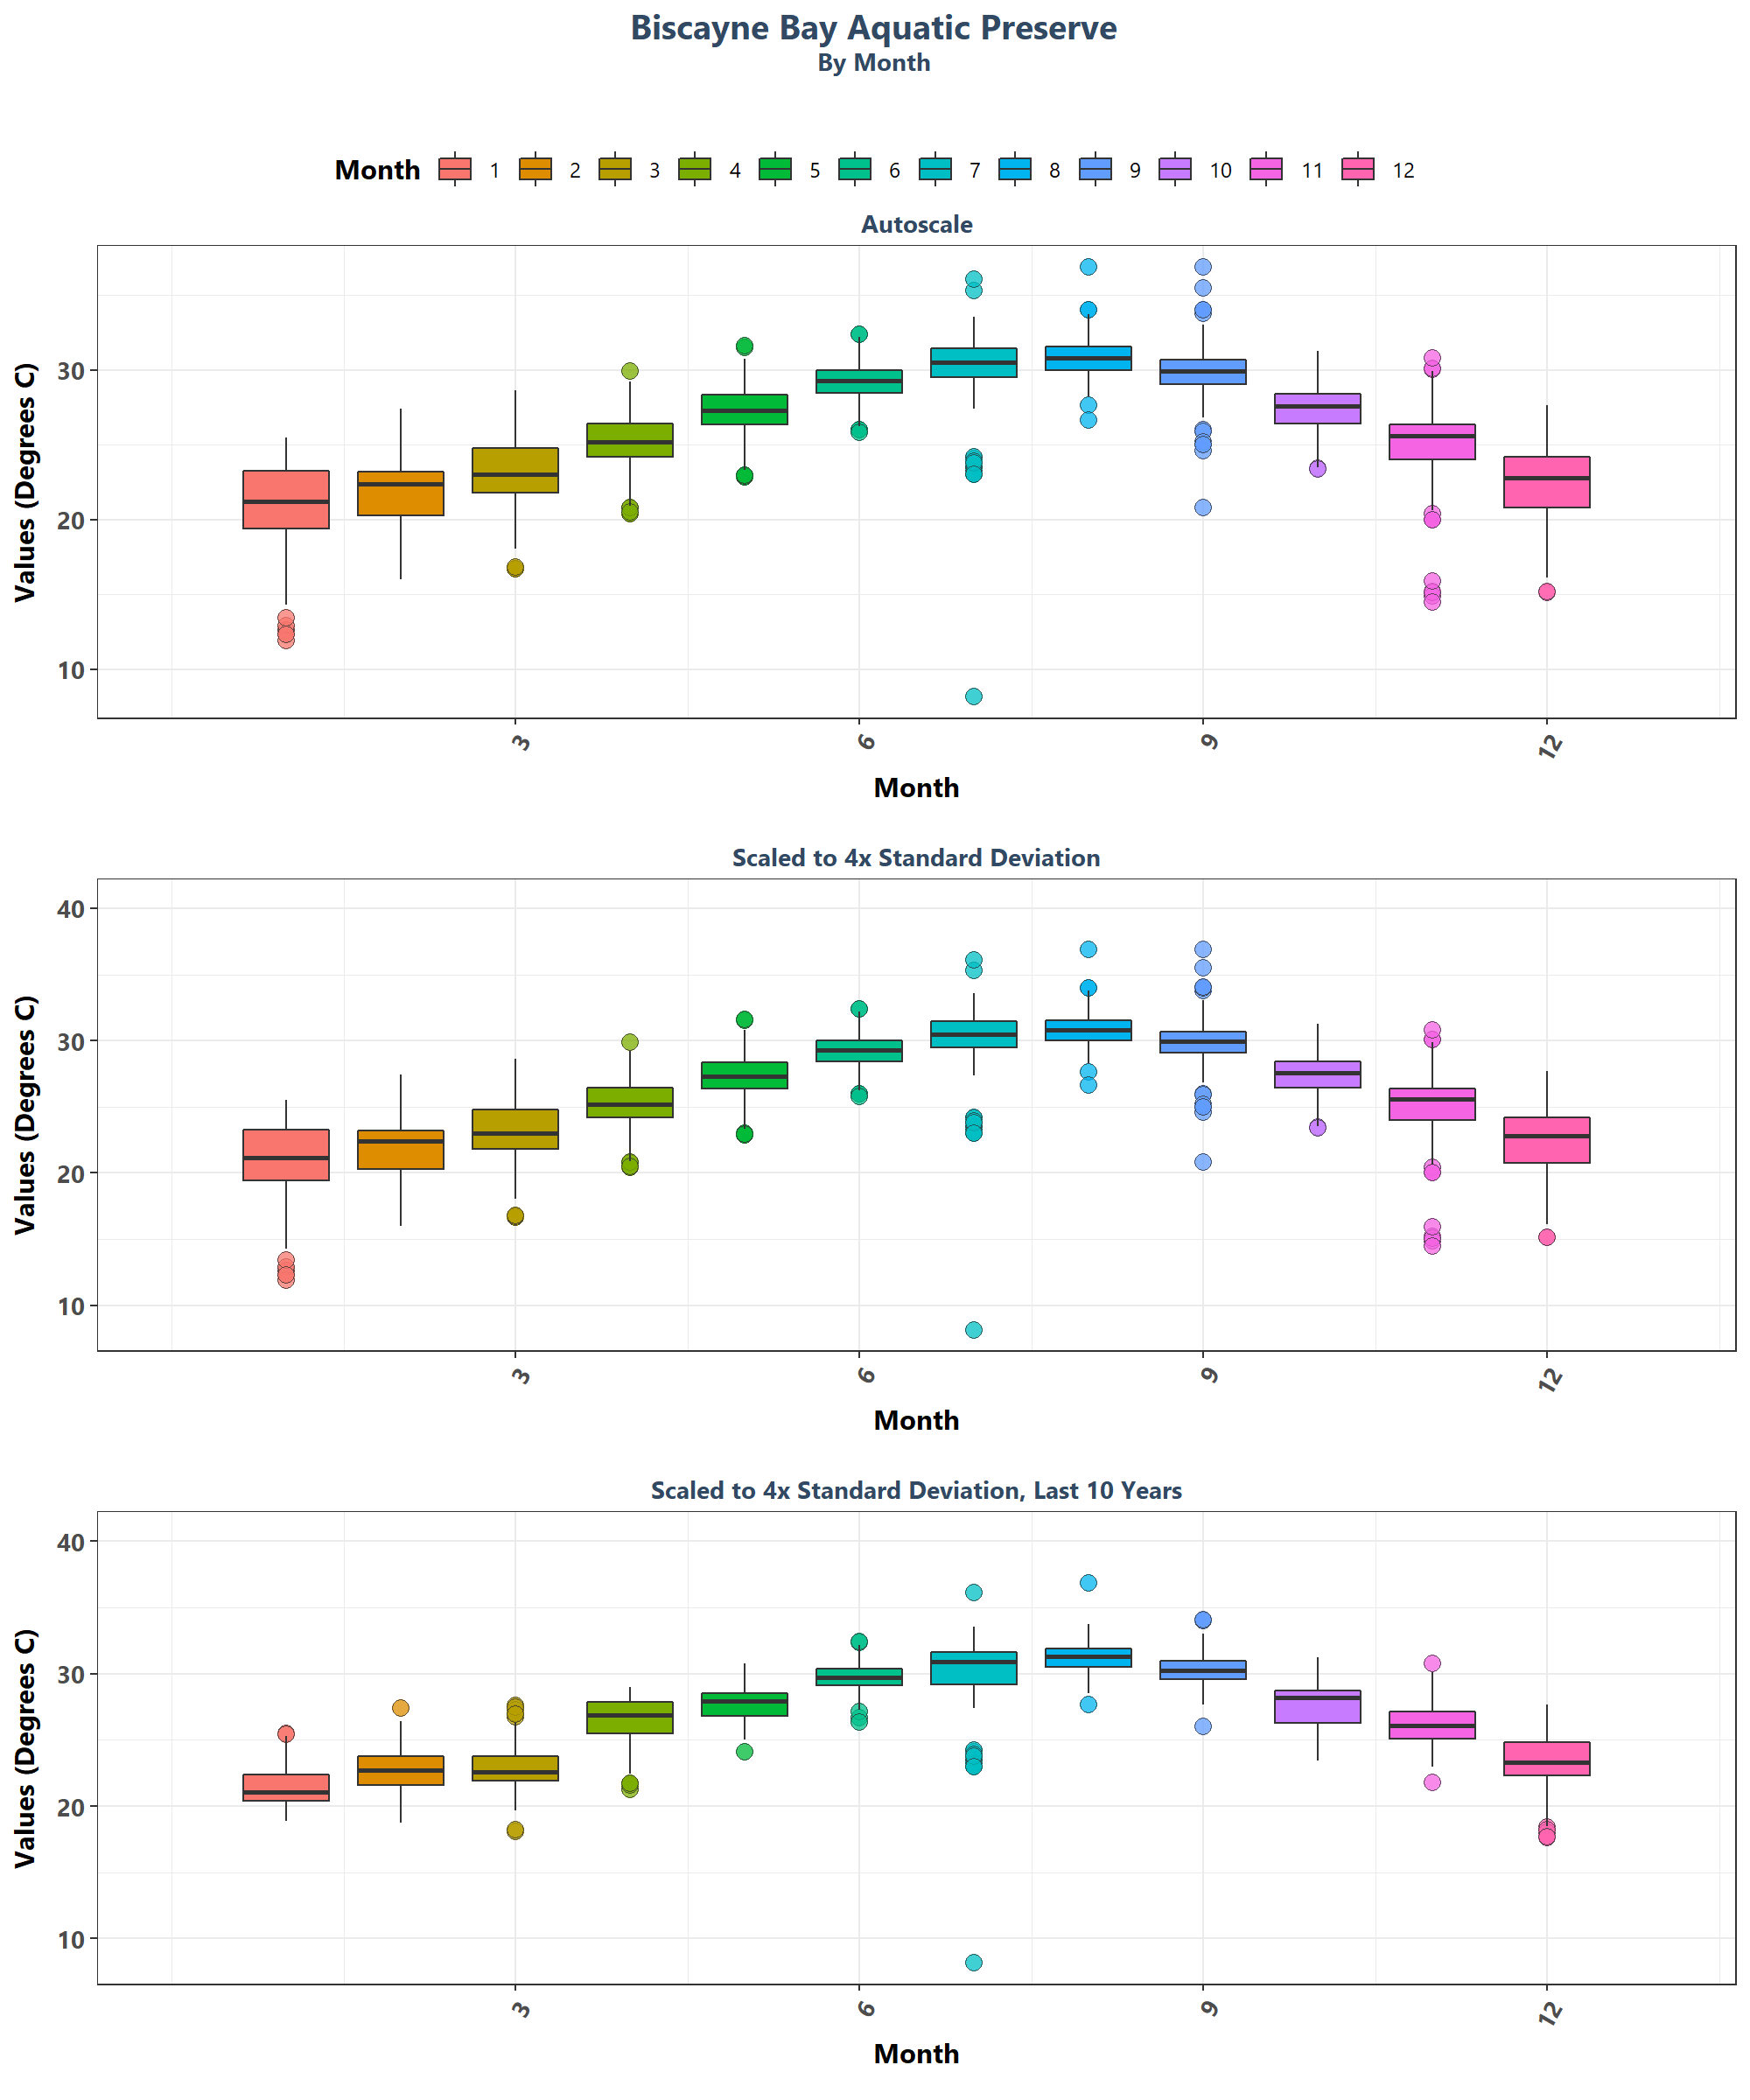 Biscayne Bay Aquatic Preserve
By Month
Month 1 2 3 4 5 6 7 8 9 10 11 12
Autoscale
Values (Degrees C)
30
20
10
3 6 9 12
Month
Scaled to 4x Standard Deviation
Values (Degrees C)
40
30
20
10
3 6 9 12
Month
Scaled to 4x Standard Deviation, Last 10 Years
Values (Degrees C)
40
30
20
10
3 6 9 12
Month